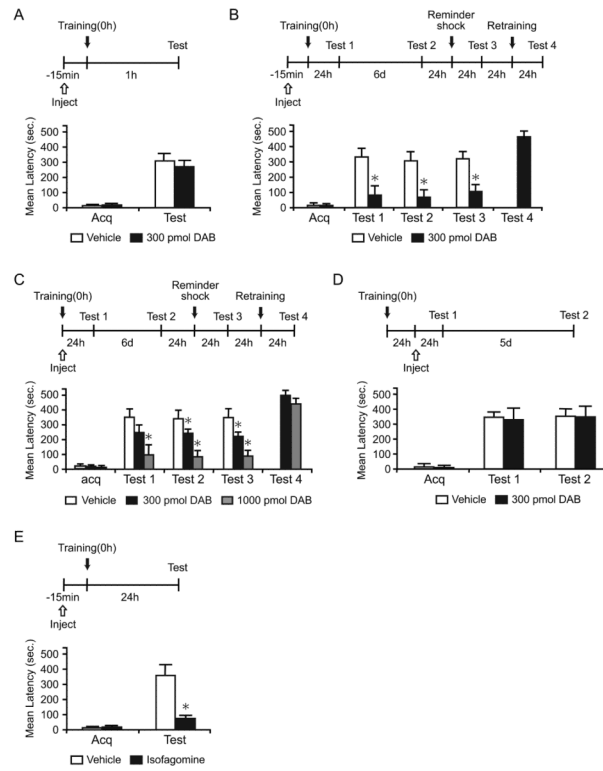 A
Training(0h)
Test
-15min
1h
Inject
Mean Latency (sec.)
500
400
300
200
100
0
Acq
Test
Vehicle
300 pmol DAB
B
Reminder
shock
Retraining
Training(0h)
Test 1
Test 2
Test 3
Test 4
-15min
24h
6d
24h
24h
24h
24h
Inject
Mean Latency (sec.)
500
400
300
200
100
0
*
*
*
Acq
Test 1
Test 2
Test 3
Test 4
Vehicle
300 pmol DAB
C
Reminder
shock
Retraining
Training(0h)
Test 1
Test 2
Test 3
Test 4
24h
6d
24h
24h
24h
24h
Inject
Mean Latency (sec.)
500
400
300
200
100
0
*
*
*
*
*
acq
Test 1
Test 2
Test 3
Test 4
Vehicle
300 pmol DAB
1000 pmol DAB
D
Training(0h)
Test 1
Test 2
24h
24h
5d
Inject
Mean Latency (sec.)
500
400
300
200
100
0
Acq
Test 1
Test 2
Vehicle
300 pmol DAB
E
Training(0h)
Test
-15min
24h
Inject
Mean Latency (sec.)
500
400
300
200
100
0
*
Acq
Test
Vehicle
Isofagomine